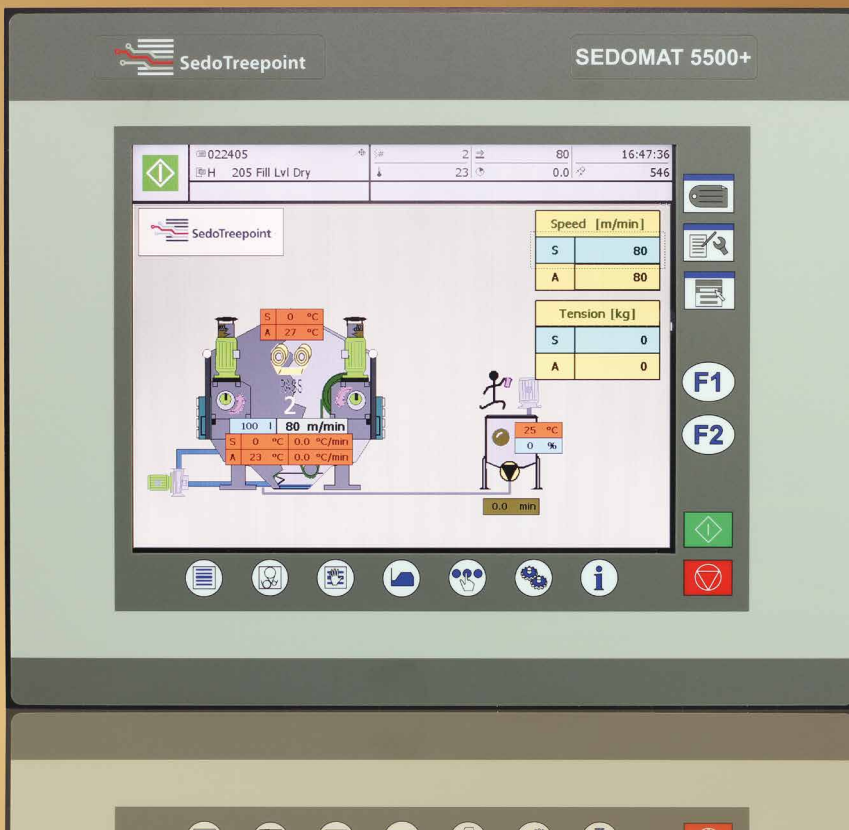 SedoTreepoint
SEDOMAT 5500+
022405
2
80
16:47:36
H 205 Fill Lvl Dry
23
0.0
546
SedoTreepoint
Speed [m/min]
S 80
A 80
Tension [kg]
S 0
A 0
S 0 °C
A 27 °C
2
100 l 80 m/min
S 0 °C 0.0 °C/min
A 23 °C 0.0 °C/min
25 °C
0 %
0.0 min
F1
F2
i